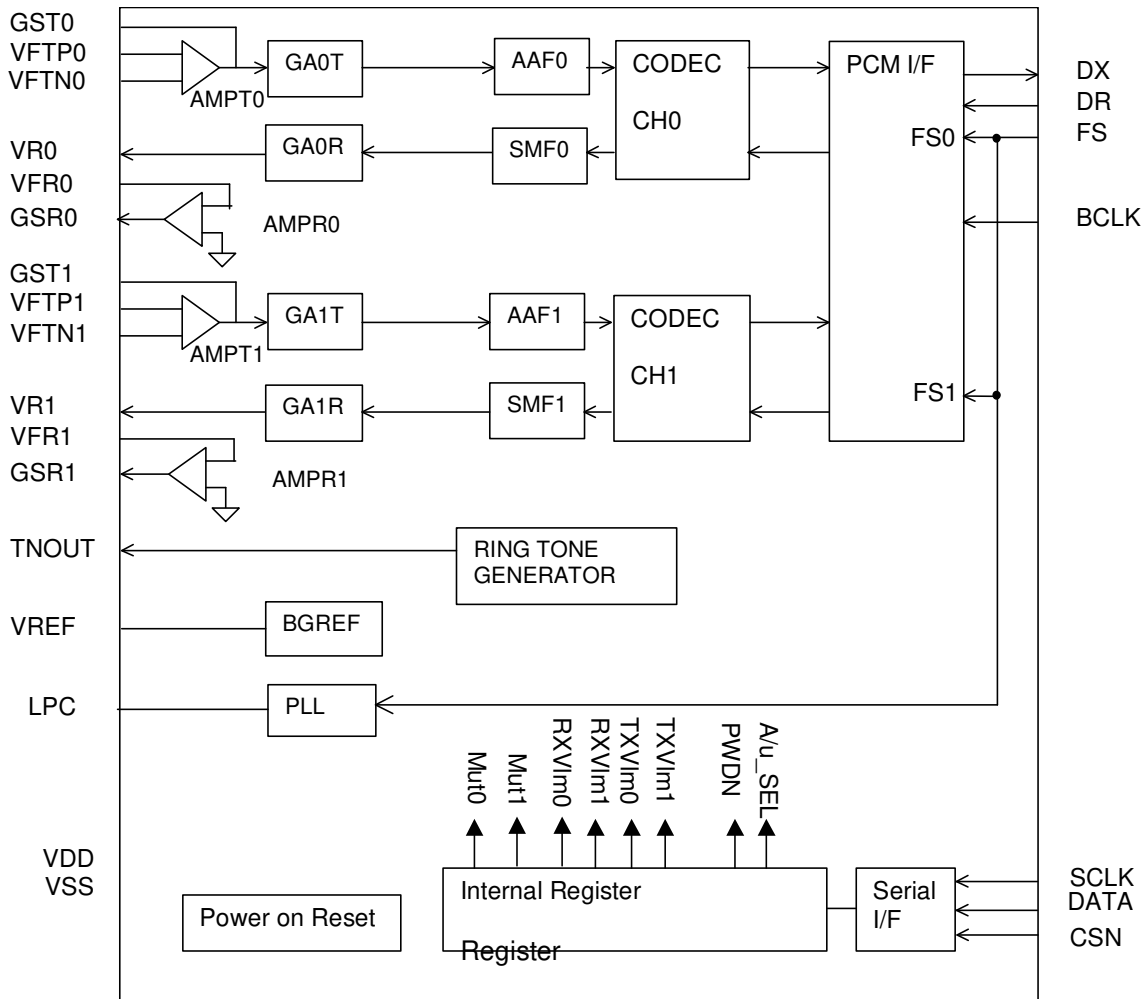 GST0
VFTP0
VFTN0
AMPT0
GA0T
AAF0
CODEC
CH0
PCM I/F
DX
DR
FS0
FS
VR0
GA0R
SMF0
VFR0
GSR0
AMPR0
BCLK
GST1
VFTP1
VFTN1
AMPT1
GA1T
AAF1
CODEC
CH1
VR1
GA1R
SMF1
FS1
VFR1
GSR1
AMPR1
TNOUT
RING TONE
GENERATOR
VREF
BGREF
LPC
PLL
Mut0
Mut1
RXVlm0
RXVlm1
TXVlm0
TXVlm1
PWDN
A/u_SEL
VDD
VSS
Power on Reset
Internal Register
Register
Serial
I/F
SCLK
DATA
CSN